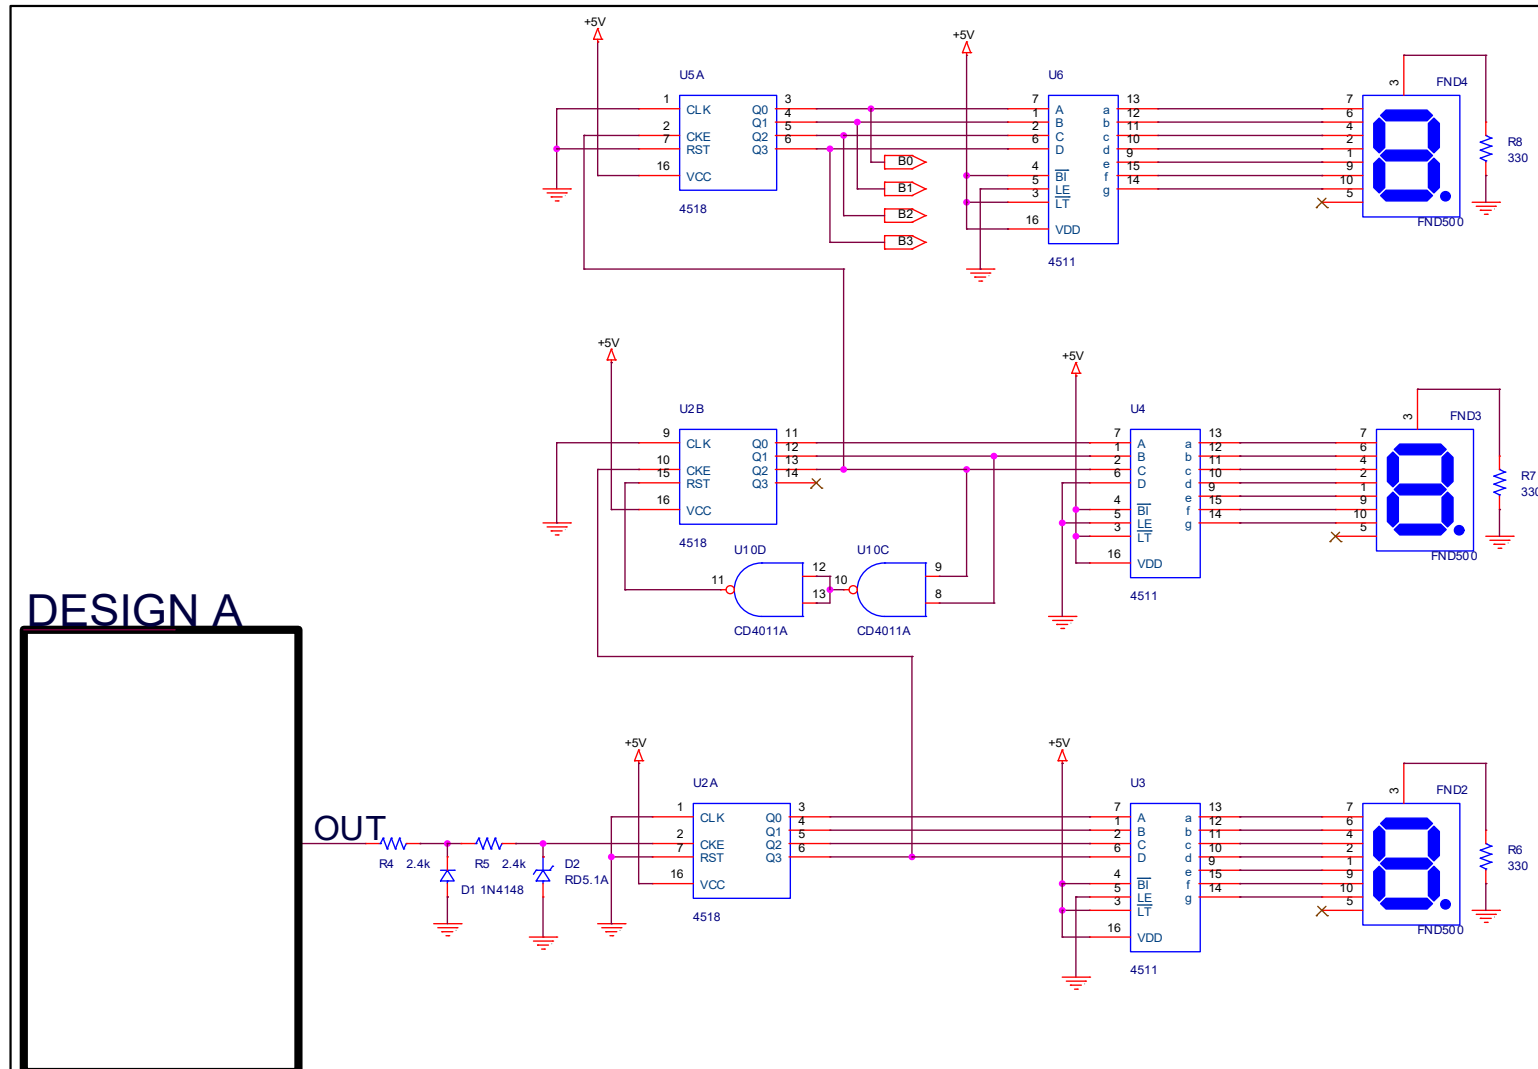 +5V
+5V
U5A
U6
FND4
1 CLK Q0 3
Q1 4
2 CKE Q2 5
7 RST Q3 6
16 VCC
4518
B0
B1
B2
B3
7 A a 13
1 B b 12
2 C c 11
6 D d 10
e 9
4 BI f 15
5 LE g 14
3 LT
16 VDD
4511
3
7
6
4
2
1
9
10
5
FND500
R8
330
+5V
+5V
U2B
U4
FND3
9 CLK Q0 11
Q1 12
10 CKE Q2 13
15 RST Q3 14
16 VCC
4518
U10D
U10C
11 12
13
10 9
8
CD4011A
CD4011A
7 A a 13
1 B b 12
2 C c 11
6 D d 10
e 9
4 BI f 15
5 LE g 14
3 LT
16 VDD
4511
3
7
6
4
2
1
9
10
5
FND500
R7
330
DESIGN A
OUT
R4 2.4k
R5 2.4k
D1 1N4148
D2
RD5.1A
+5V
+5V
U2A
U3
FND2
1 CLK Q0 3
Q1 4
2 CKE Q2 5
7 RST Q3 6
16 VCC
4518
7 A a 13
1 B b 12
2 C c 11
6 D d 10
e 9
4 BI f 15
5 LE g 14
3 LT
16 VDD
4511
3
7
6
4
2
1
9
10
5
FND500
R6
330